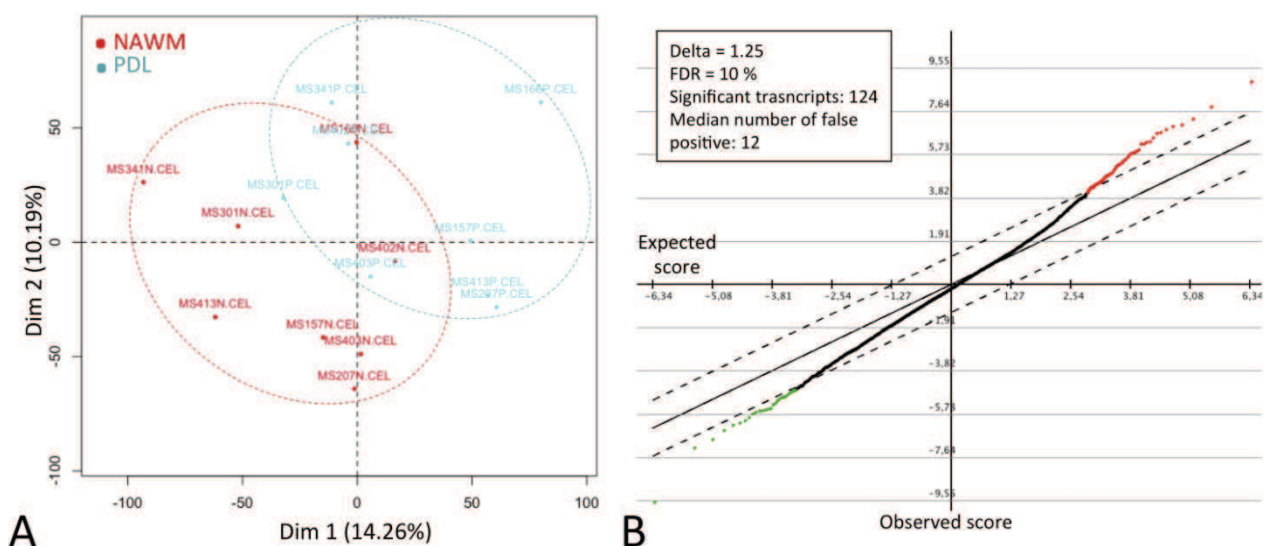 NAWM
PDL
MS341P.CEL
MS166P.CEL
MS166N.CEL
MS341N.CEL
MS301P.CEL
MS301N.CEL
MS157P.CEL
MS402N.CEL
MS403P.CEL
MS413P.CEL
MS207P.CEL
MS413N.CEL
MS157N.CEL
MS403N.CEL
MS207N.CEL
50
0
-50
-100
-100
-50
0
50
100
Dim 2 (10.19%)
Dim 1 (14.26%)
A
Delta = 1.25
FDR = 10 %
Significant trasncripts: 124
Median number of false
positive: 12
9,55
7,64
5,73
3,82
1,91
Expected
score
-6,34
-5,08
-3,81
-2,54
-1,27
1,27
2,54
3,81
5,08
6,34
-1,91
-3,82
-5,73
-7,64
-9,55
Observed score
B